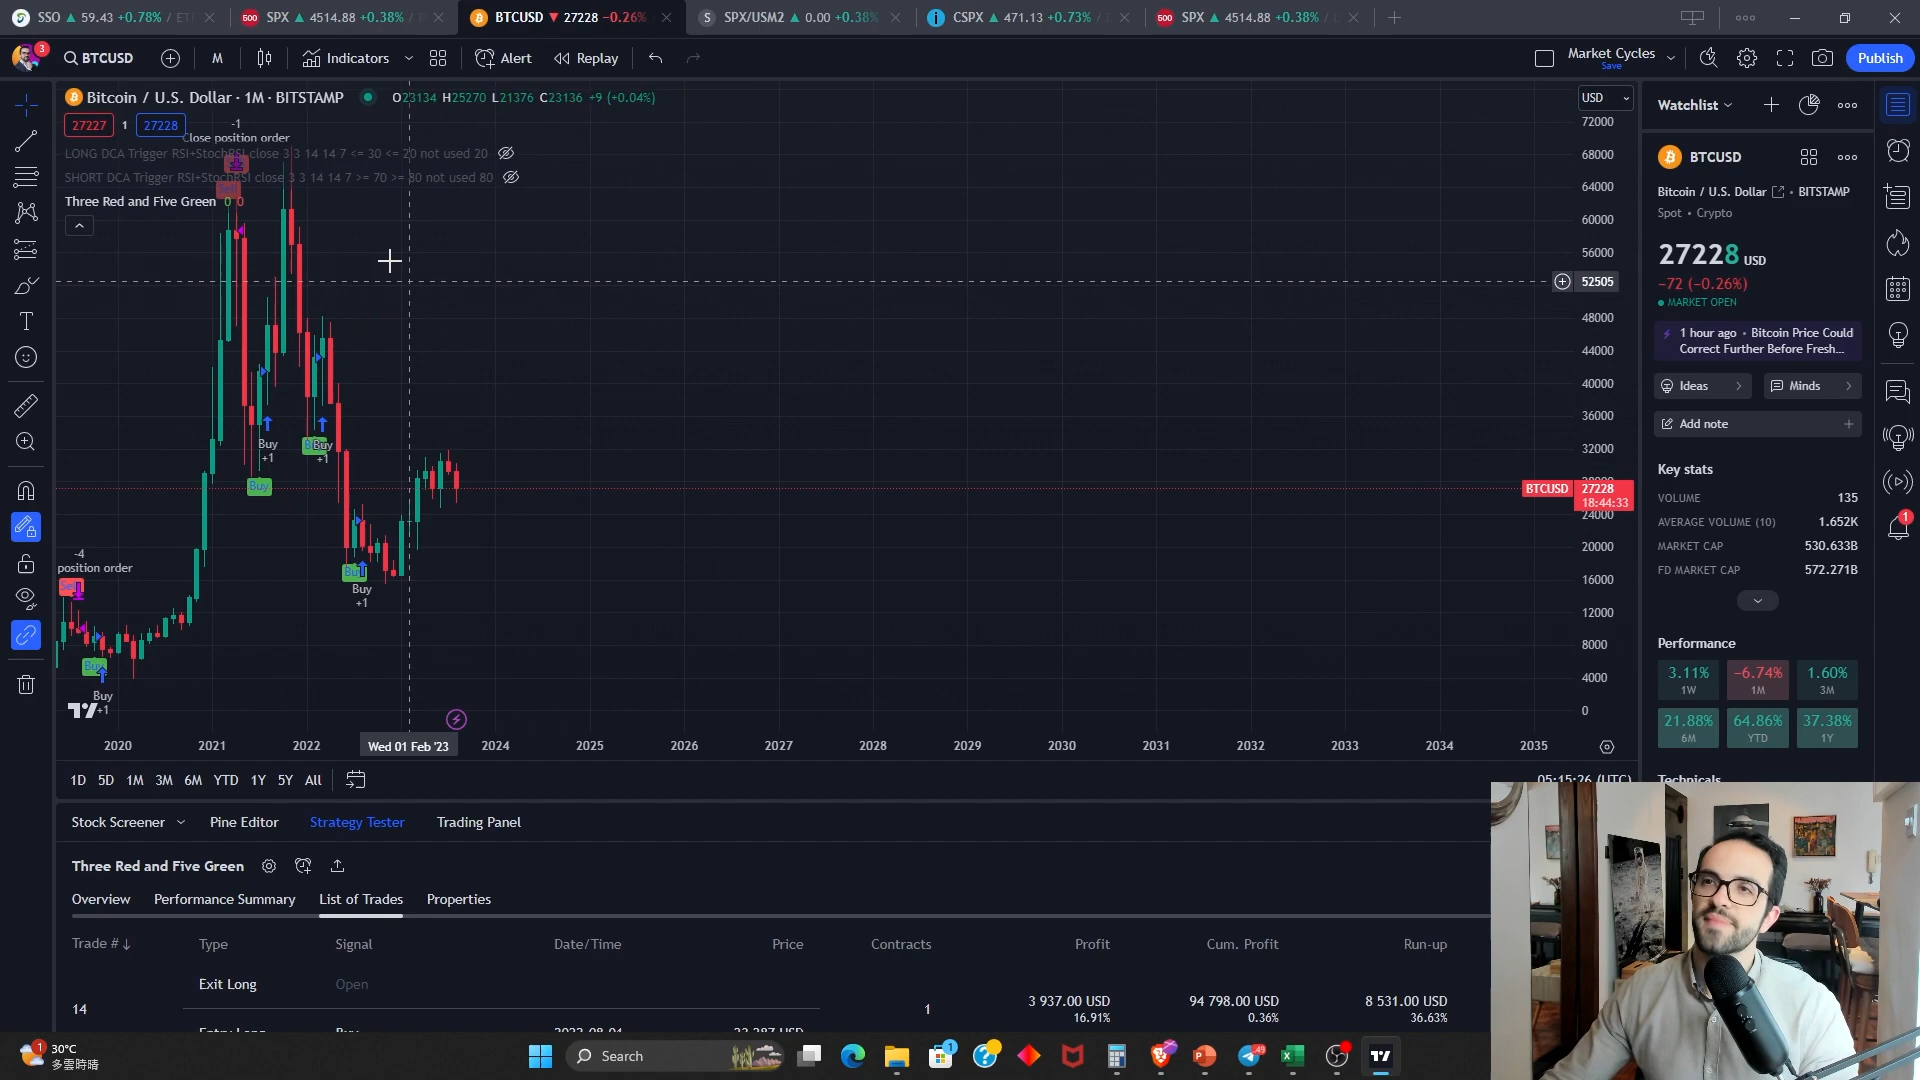 SSO ▲ 59.43 +0.78% / ET
SPX ▲ 4514.88 +0.38% /
BTCUSD ▼ 27228 −0.26%
SPX/USM2 ▲ 0.00 +0.38%
CSPX ▲ 471.13 +0.73% /
SPX ▲ 4514.88 +0.38% /
3
BTCUSD
M
Indicators
Alert
Replay
Market Cycles
Save
Publish
Bitcoin / U.S. Dollar · 1M · BITSTAMP
O23134 H25270 L21376 C23136 +9 (+0.04%)
27227 1 27228
-1
Close position order
LONG DCA Trigger RSI+StochRSI close 3 3 14 14 7 <= 30 <= 20 not used 20
SHORT DCA Trigger RSI+StochRSI close 3 3 14 14 7 >= 70 >= 80 not used 80
Sell
Three Red and Five Green 0 0
Buy
+1
Buy
Buy
+1
Buy
Buy
+1
-4
position order
Buy
Buy
+1
USD
72000
68000
64000
60000
56000
52505
48000
44000
40000
36000
32000
BTCUSD 27228
18:44:33
24000
20000
16000
12000
8000
4000
0
2020 2021 2022 Wed 01 Feb '23 2024 2025 2026 2027 2028 2029 2030 2031 2032 2033 2034 2035
1D 5D 1M 3M 6M YTD 1Y 5Y All
05:15:26 (UTC)
Stock Screener Pine Editor Strategy Tester Trading Panel
Three Red and Five Green
Overview Performance Summary List of Trades Properties
Trade # ↓ Type Signal Date/Time Price Contracts Profit Cum. Profit Run-up
Exit Long Open
14 1 3 937.00 USD 94 798.00 USD 8 531.00 USD
16.91% 0.36% 36.63%
Watchlist
BTCUSD
Bitcoin / U.S. Dollar • BITSTAMP
Spot • Crypto
27228 USD
−72 (−0.26%)
MARKET OPEN
1 hour ago • Bitcoin Price Could
Correct Further Before Fresh...
Ideas
Minds
Add note
Key stats
VOLUME 135
AVERAGE VOLUME (10) 1.652K
MARKET CAP 530.633B
FD MARKET CAP 572.271B
Performance
3.11% −6.74% 1.60%
1W 1M 3M
21.88% 64.86% 37.38%
6M YTD 1Y
Technicals
1
1
30°C
多雲時晴
Search
1